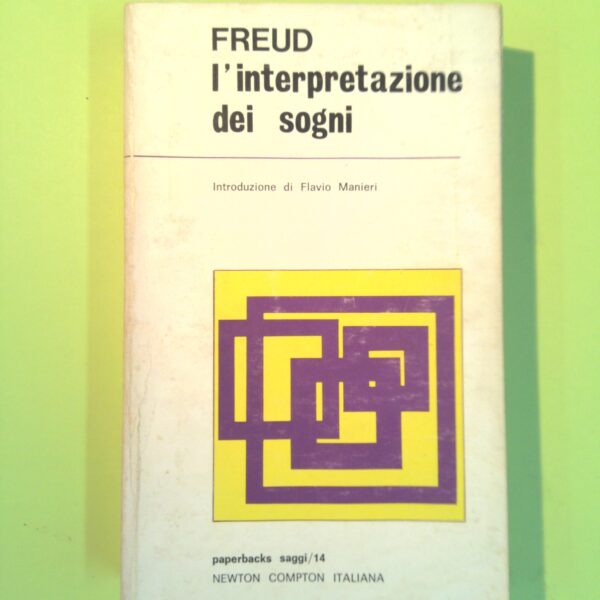 FREUD
l'interpretazione
dei sogni
Introduzione di Flavio Manieri
paperbacks saggi/14
NEWTON COMPTON ITALIANA